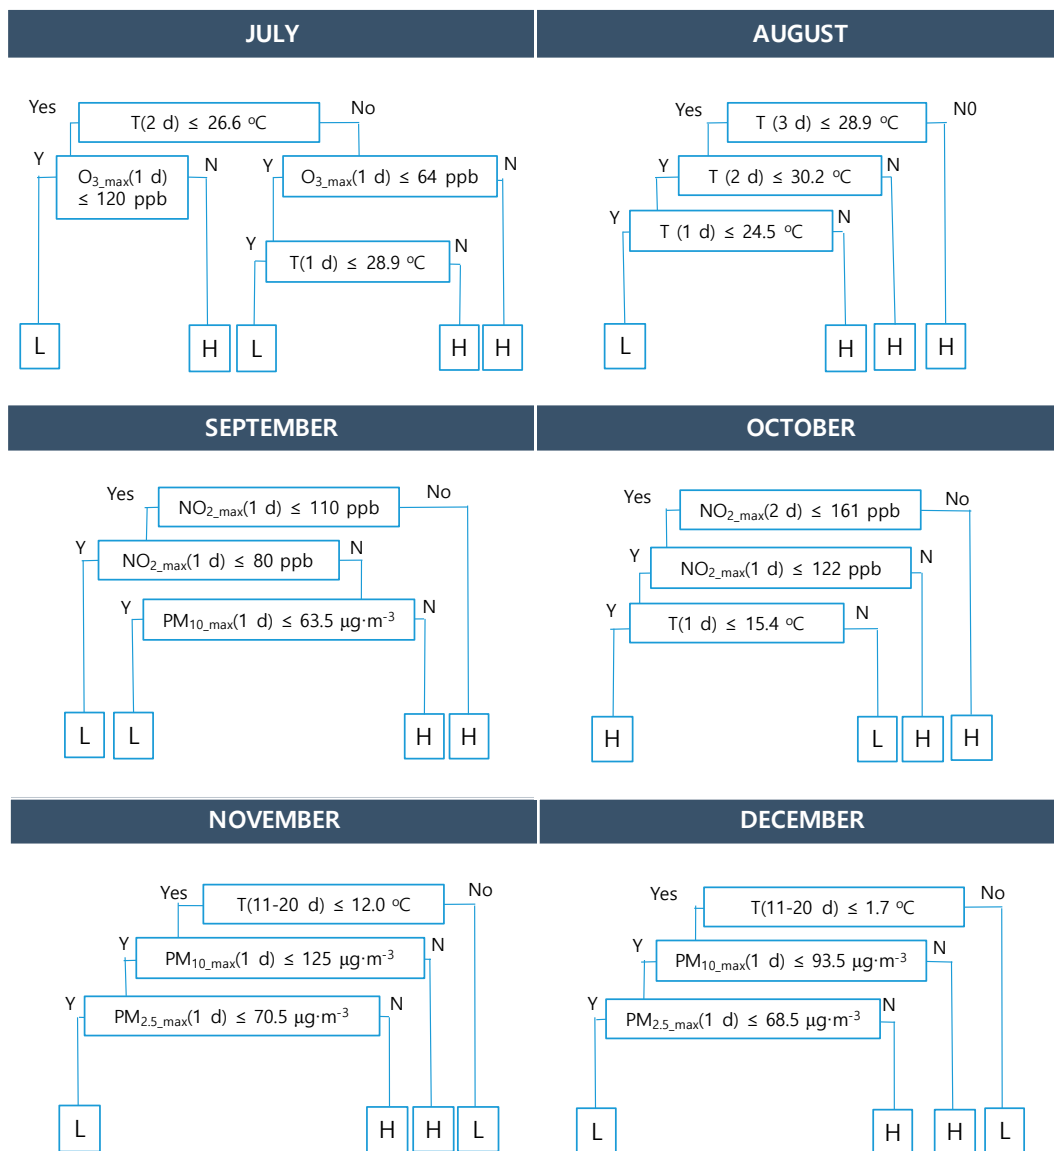 JULY
Yes
T(2 d) ≤ 26.6 ºC
No
Y
O3_max(1 d)
≤ 120 ppb
N
Y
O3_max(1 d) ≤ 64 ppb
N
Y
T(1 d) ≤ 28.9 ºC
N
L
H
L
H
H
AUGUST
Yes
T (3 d) ≤ 28.9 ºC
N0
Y
T (2 d) ≤ 30.2 ºC
N
Y
T (1 d) ≤ 24.5 ºC
N
L
H
H
H
SEPTEMBER
Yes
NO2_max(1 d) ≤ 110 ppb
No
Y
NO2_max(1 d) ≤ 80 ppb
N
Y
PM10_max(1 d) ≤ 63.5 μg·m-3
N
L
L
H
H
OCTOBER
Yes
NO2_max(2 d) ≤ 161 ppb
No
Y
NO2_max(1 d) ≤ 122 ppb
N
Y
T(1 d) ≤ 15.4 ºC
N
H
L
H
H
NOVEMBER
Yes
T(11-20 d) ≤ 12.0 ºC
No
Y
PM10_max(1 d) ≤ 125 μg·m-3
N
Y
PM2.5_max(1 d) ≤ 70.5 μg·m-3
N
L
H
H
L
DECEMBER
Yes
T(11-20 d) ≤ 1.7 ºC
No
Y
PM10_max(1 d) ≤ 93.5 μg·m-3
N
Y
PM2.5_max(1 d) ≤ 68.5 μg·m-3
N
L
H
H
L